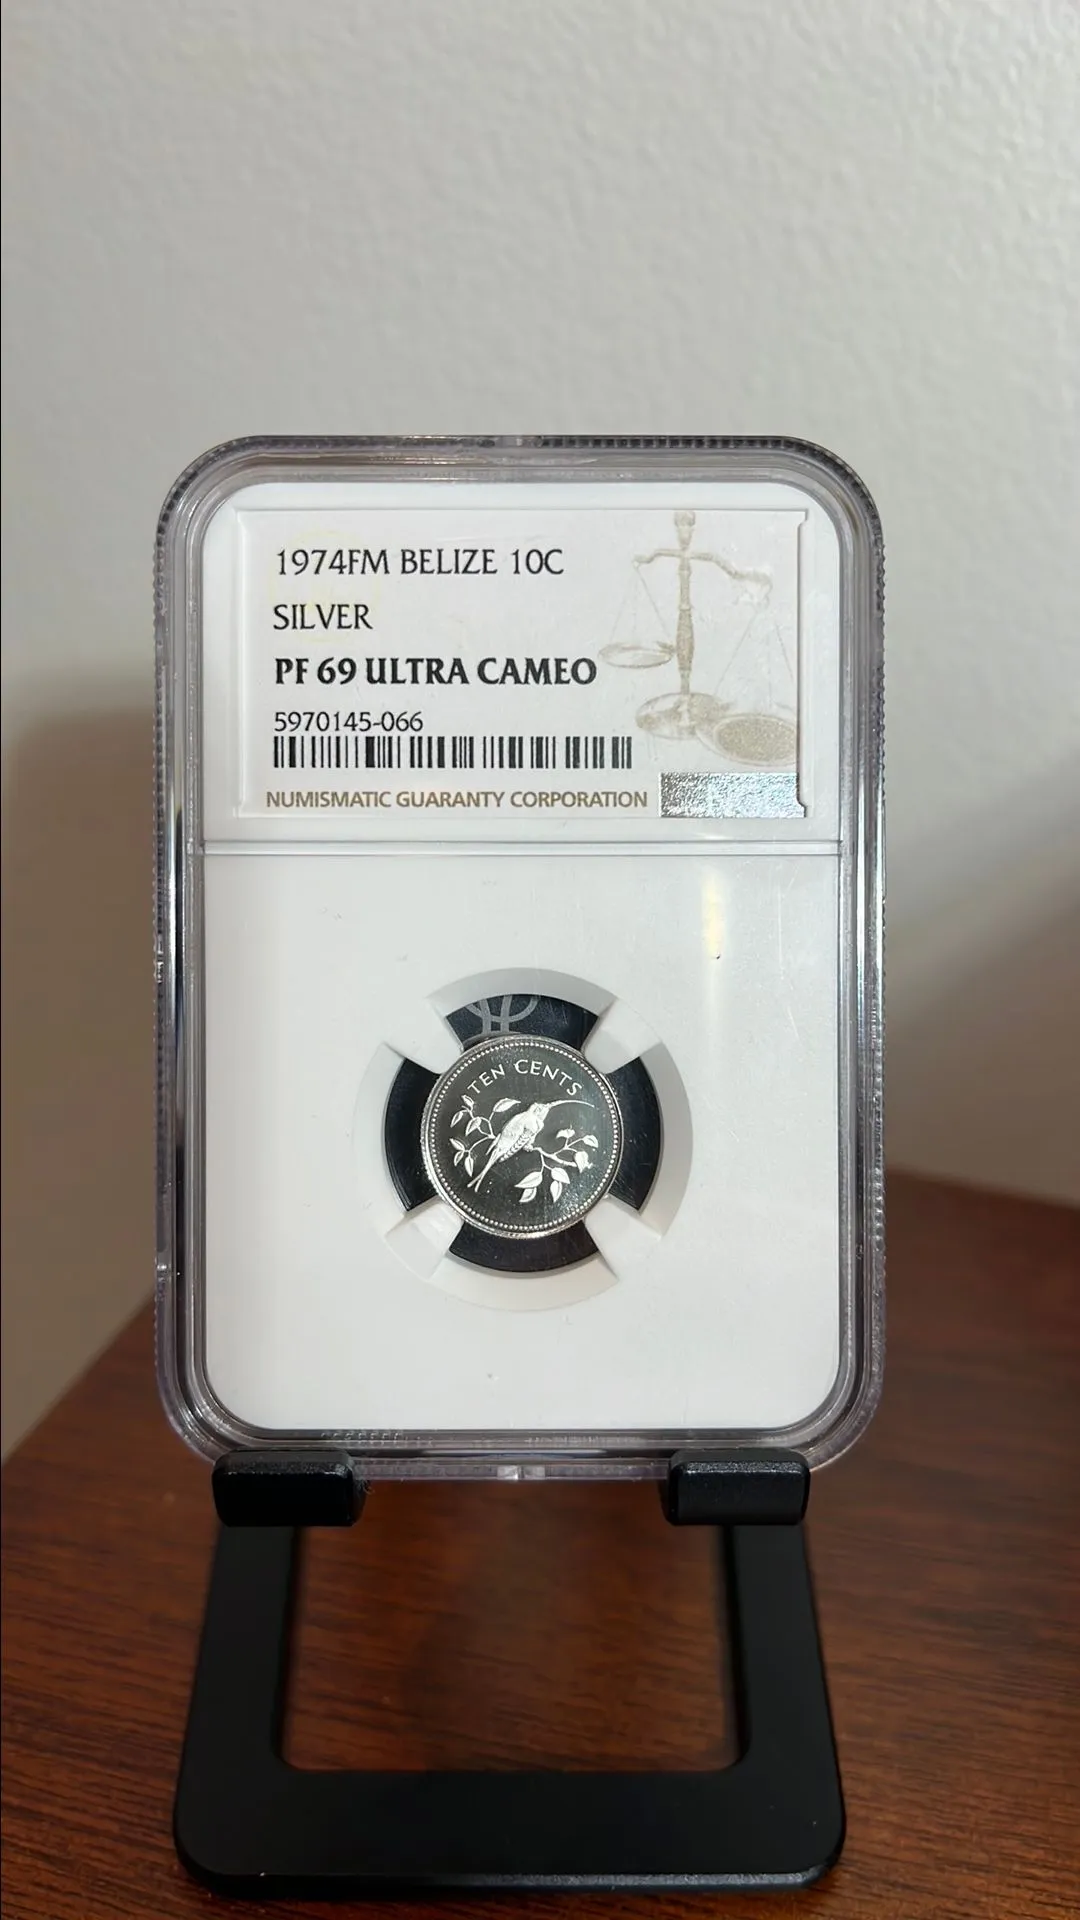 1974FM BELIZE 10C
SILVER
PF 69 ULTRA CAMEO
5970145-066
NUMISMATIC GUARANTY CORPORATION
TEN CENTS